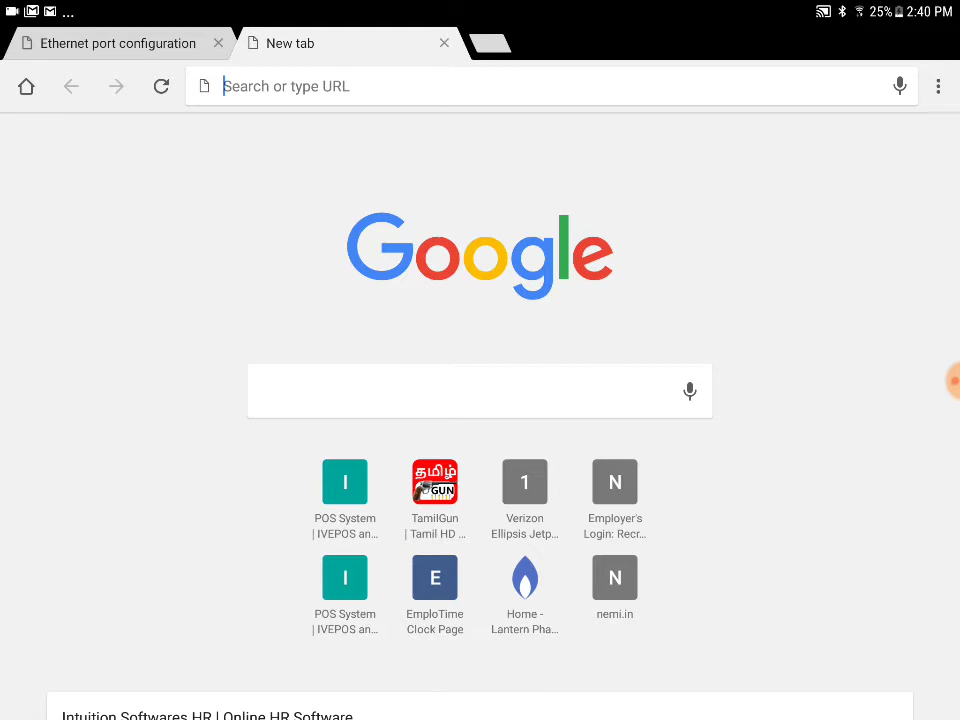 ...
25% 2:40 PM
Ethernet port configuration
New tab
Search or type URL
Google
I
தமிழ்
GUN
1
N
POS System
| IVEPOS an...
TamilGun
| Tamil HD ...
Verizon
Ellipsis Jetp...
Employer's
Login: Recr...
I
E
N
POS System
| IVEPOS an...
EmploTime
Clock Page
Home -
Lantern Pha...
nemi.in
Intuition Softwares HR | Online HR Software